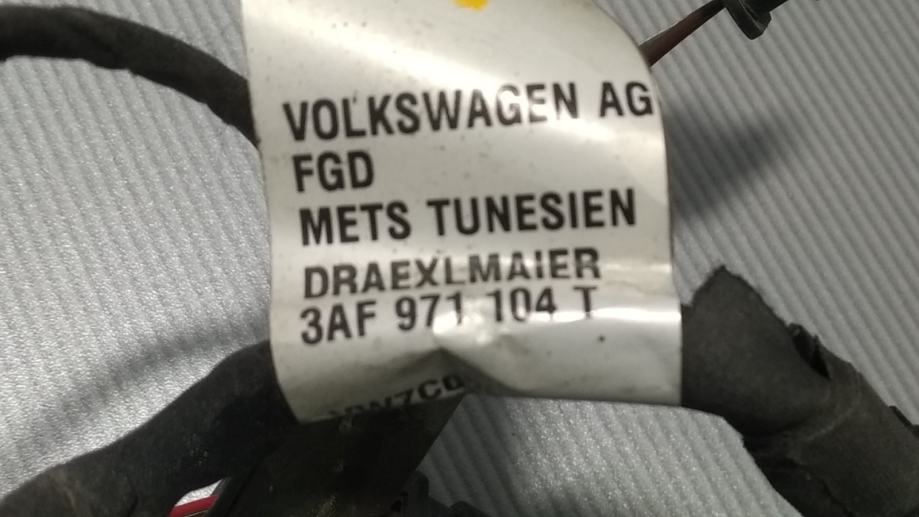 VOLKSWAGEN AG
FGD
METS TUNESIEN
DRAEXLMAIER
3AF 971 104 T